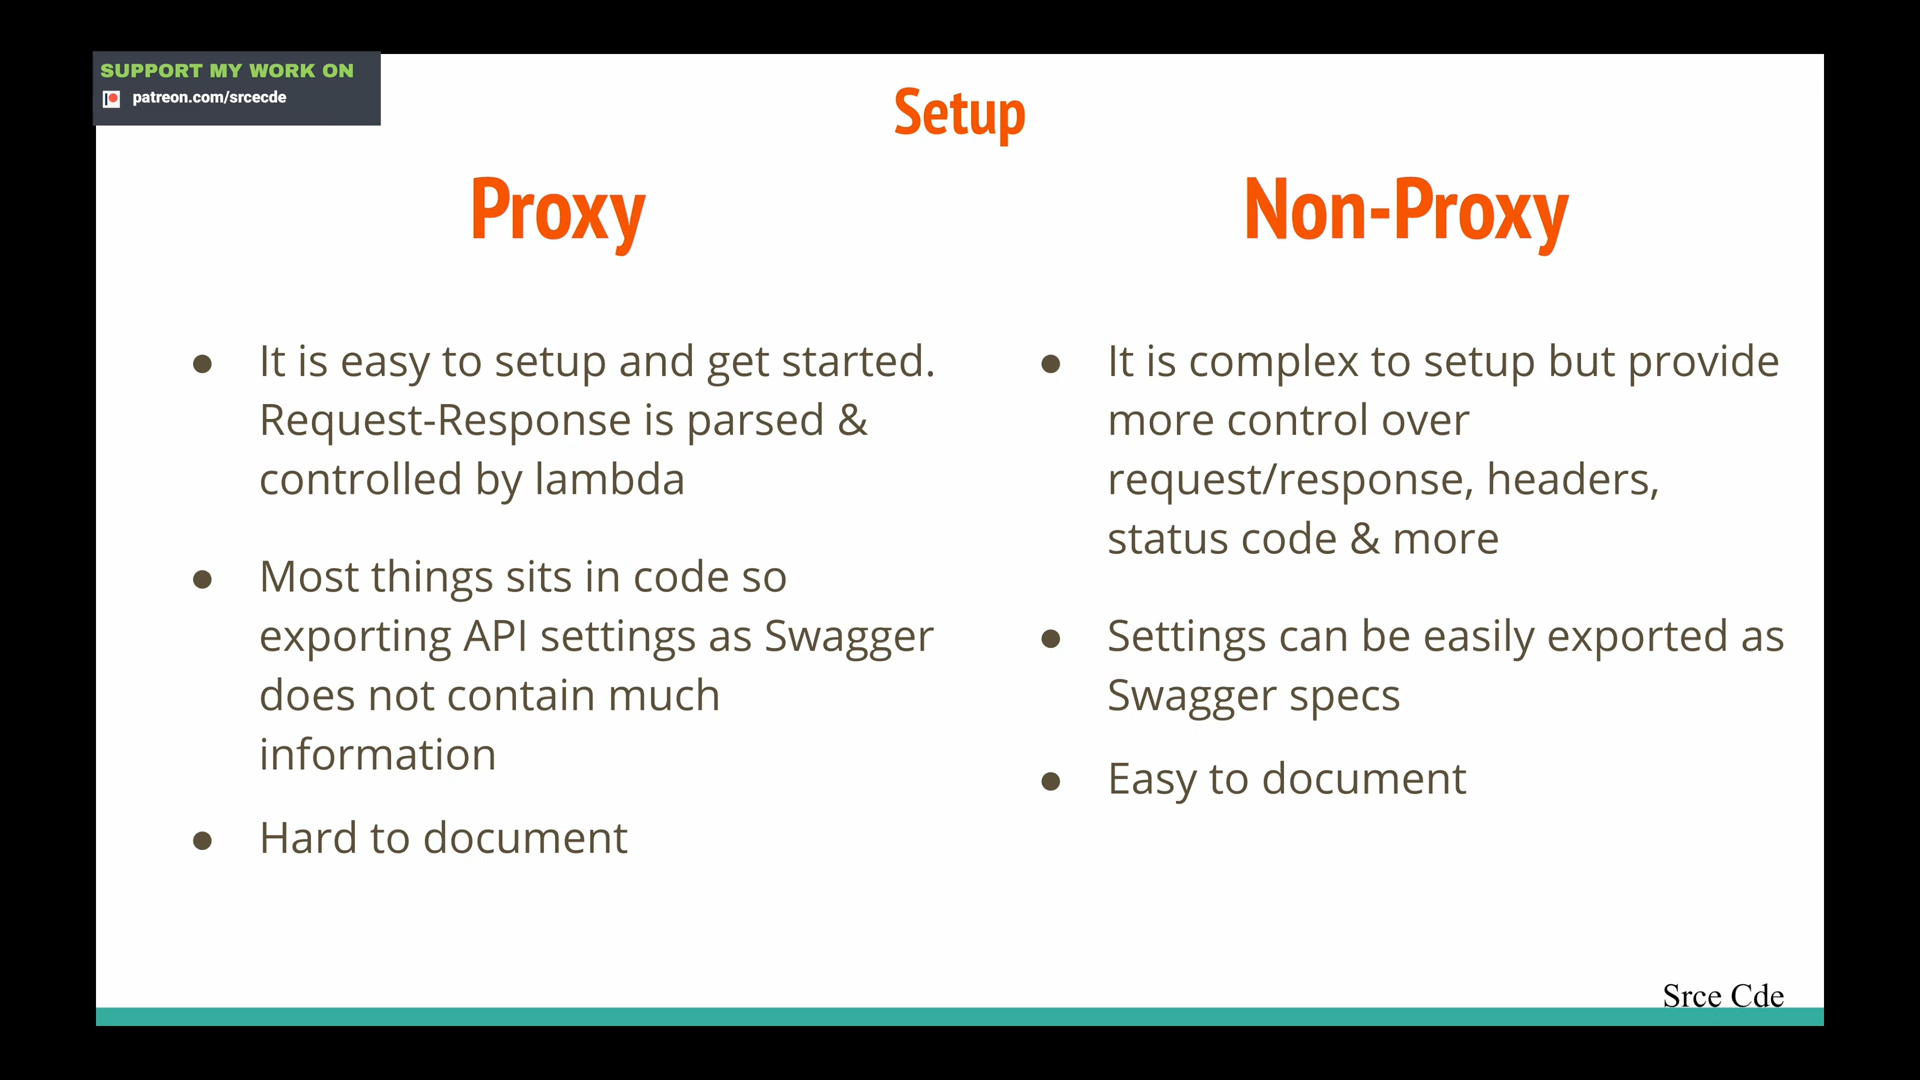 SUPPORT MY WORK ON
patreon.com/srcecde
Setup
Proxy
● It is easy to setup and get started.
Request-Response is parsed &
controlled by lambda
● Most things sits in code so
exporting API settings as Swagger
does not contain much
information
● Hard to document
Non-Proxy
● It is complex to setup but provide
more control over
request/response, headers,
status code & more
● Settings can be easily exported as
Swagger specs
● Easy to document
Srce Cde